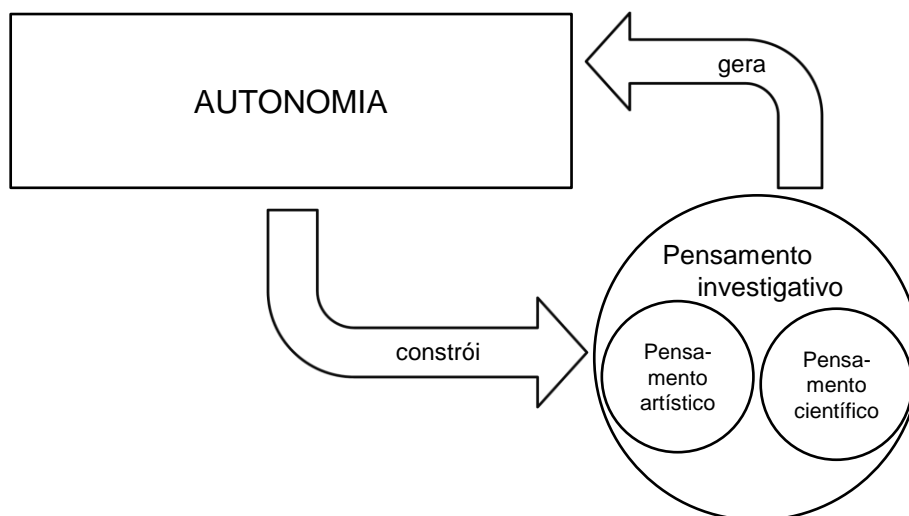 gera
AUTONOMIA
Pensamento
investigativo
constrói
Pensa-
mento
artístico
Pensa-
mento
científico